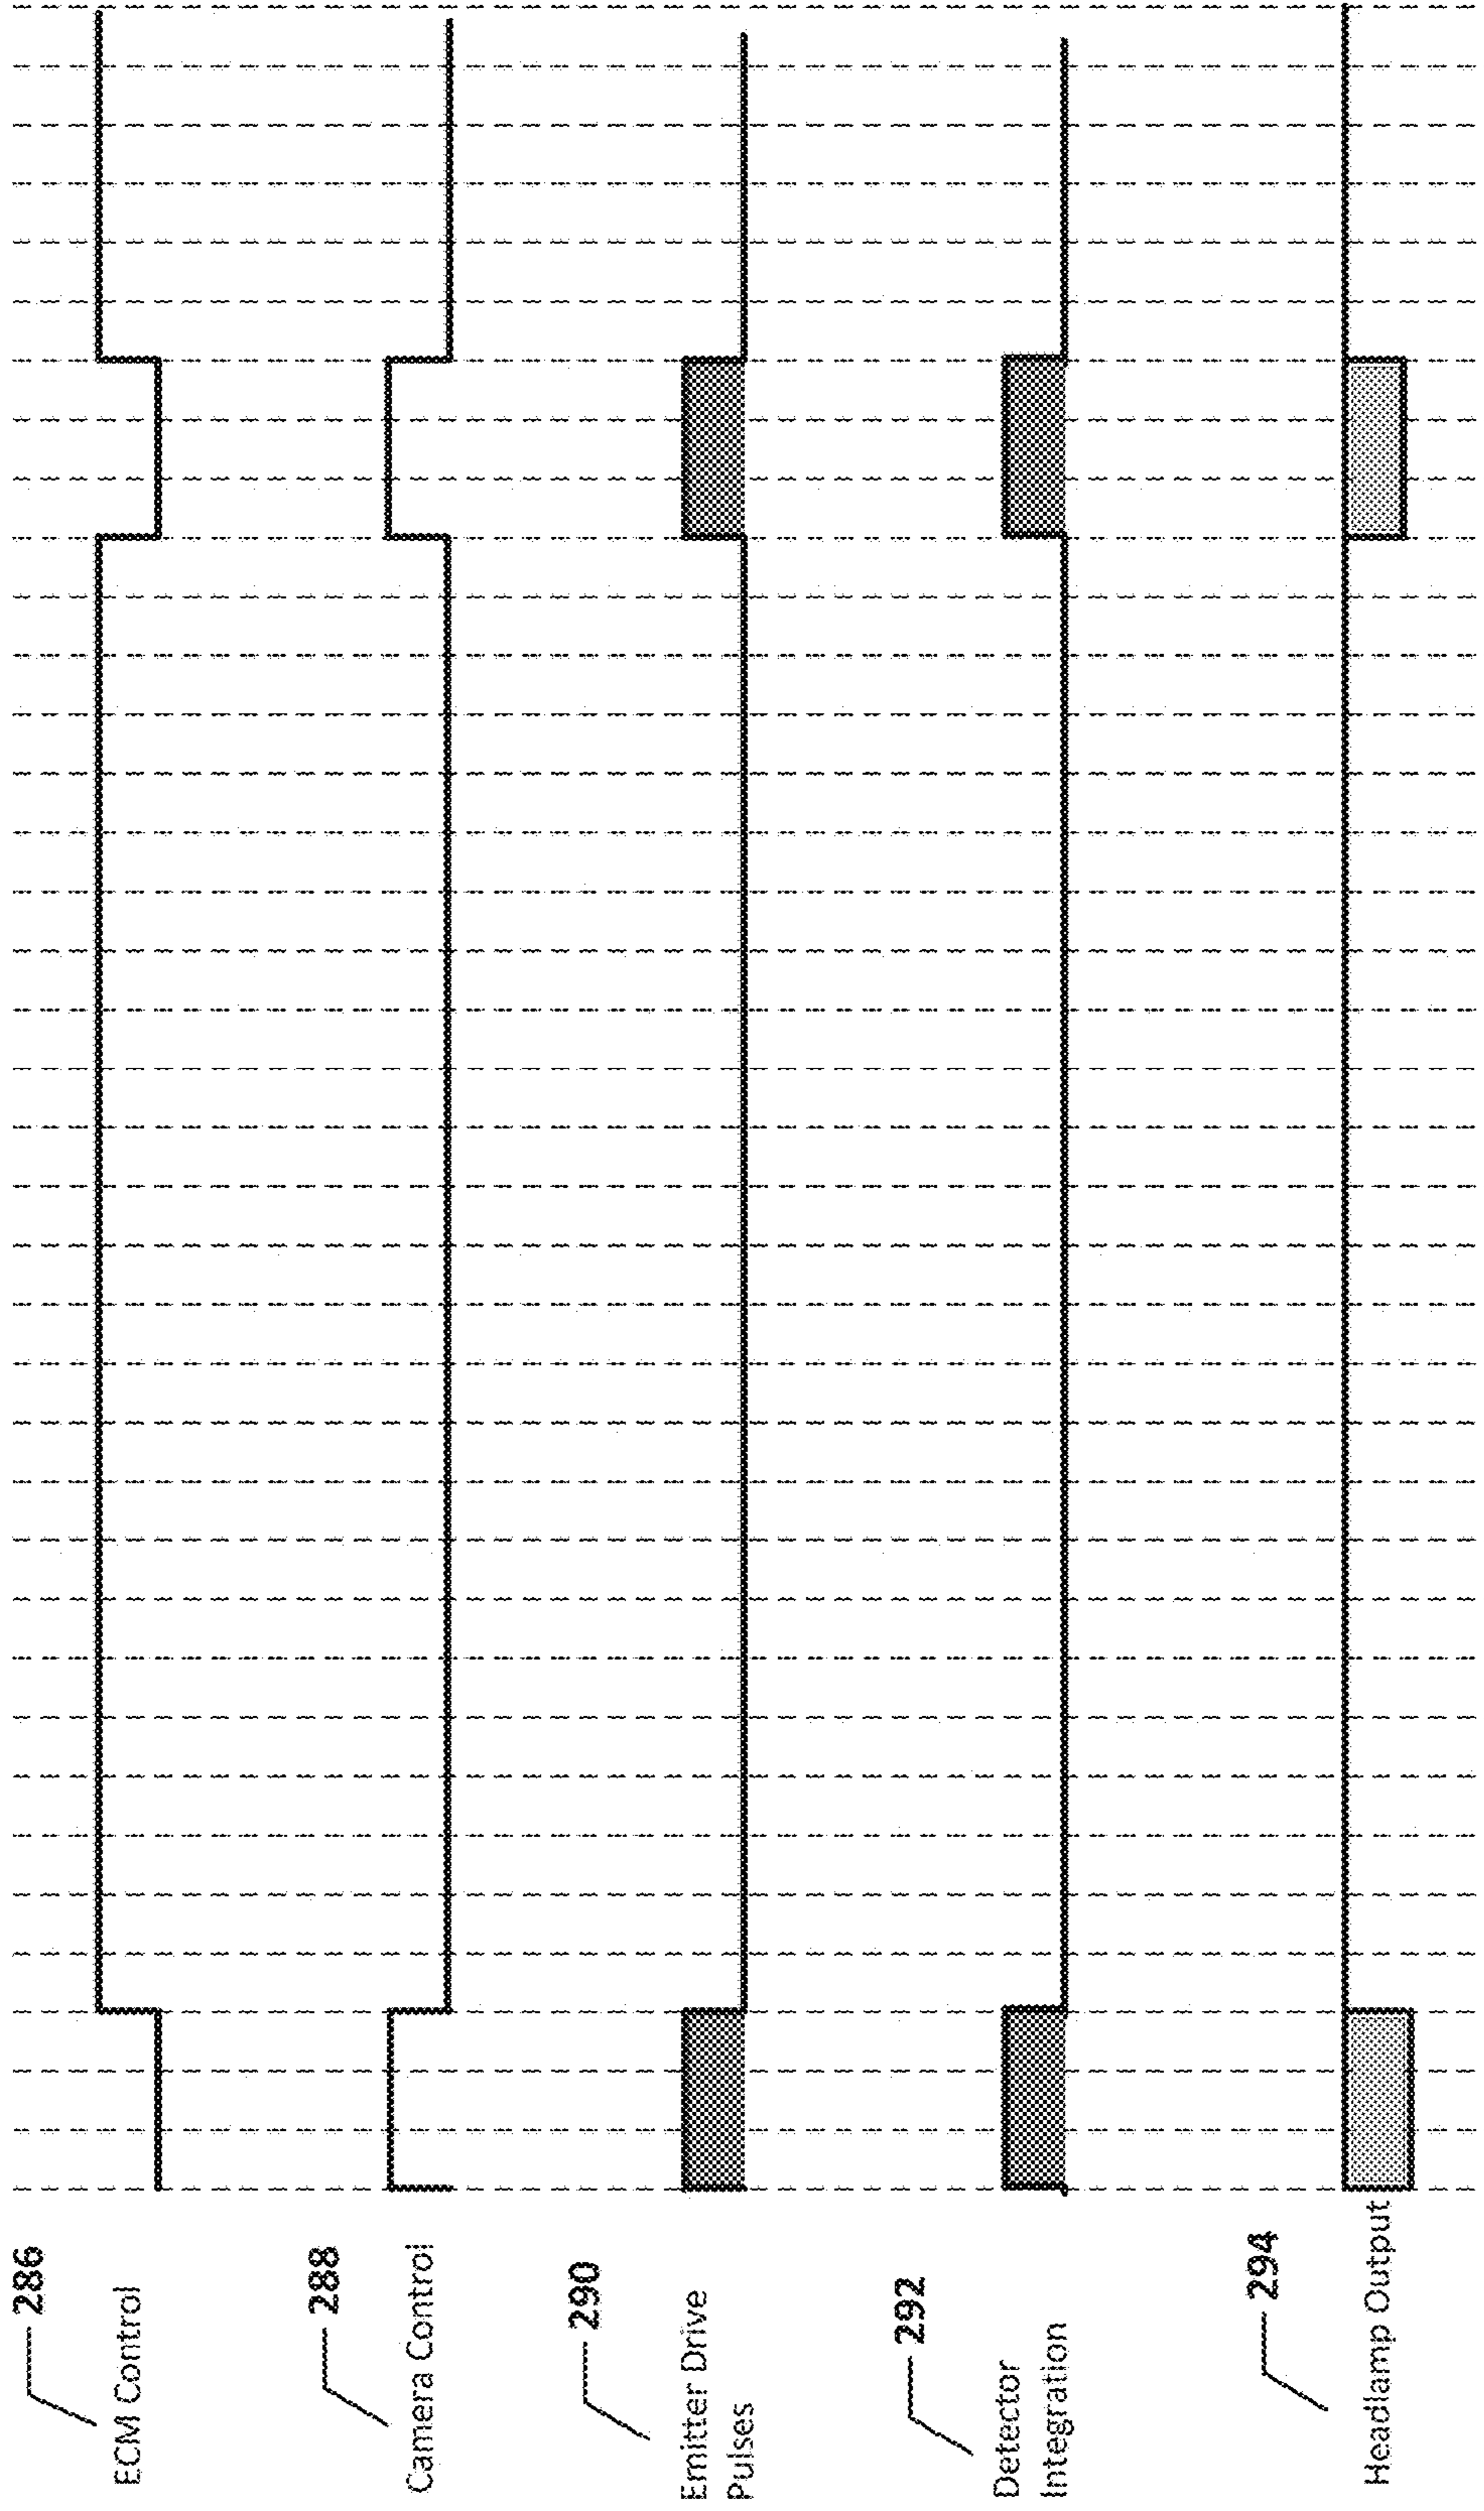 286
ECM Control
288
Camera Control
290
Emitter Drive
Pulses
292
Detector
Integration
294
Headlamp Output